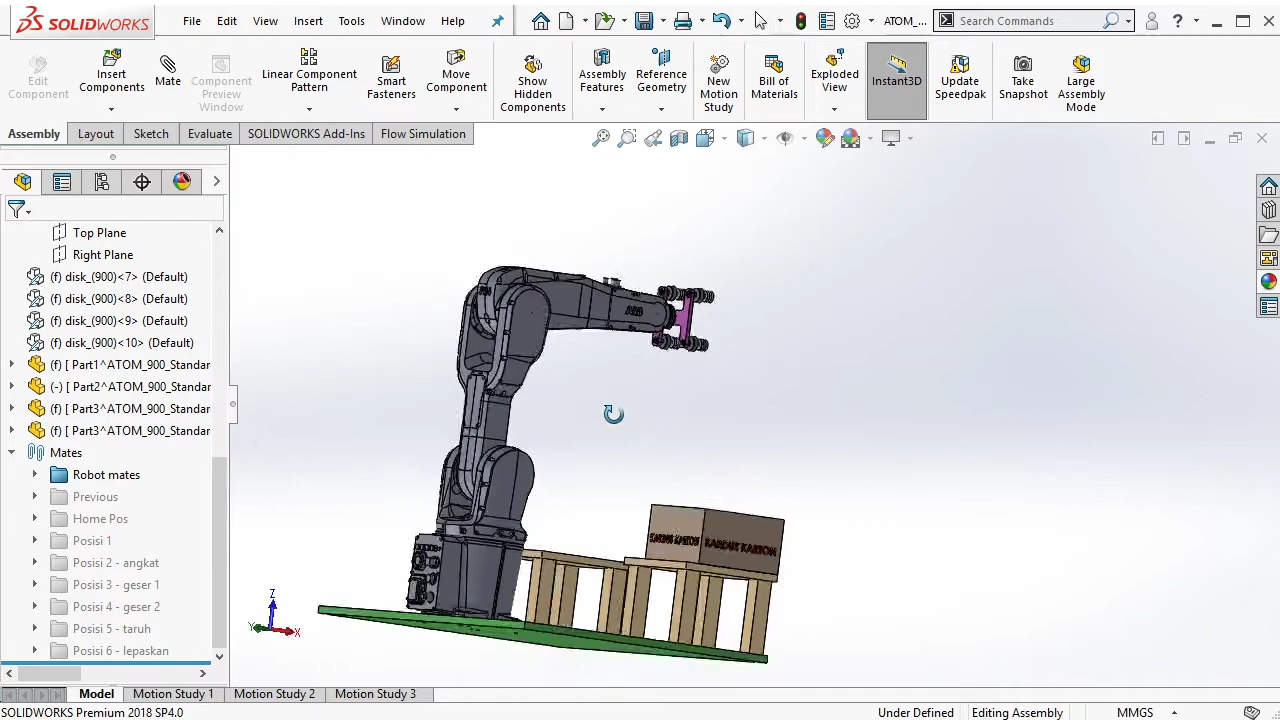 SOLIDWORKS
File Edit View Insert Tools Window Help
ATOM_...
Search Commands
Edit Component
Insert Components
Mate
Component Preview Window
Linear Component Pattern
Smart Fasteners
Move Component
Show Hidden Components
Assembly Features
Reference Geometry
New Motion Study
Bill of Materials
Exploded View
Instant3D
Update Speedpak
Take Snapshot
Large Assembly Mode
Assembly Layout Sketch Evaluate SOLIDWORKS Add-Ins Flow Simulation
Top Plane
Right Plane
(f) disk_(900)<7> (Default)
(f) disk_(900)<8> (Default)
(f) disk_(900)<9> (Default)
(f) disk_(900)<10> (Default)
(f) [ Part1^ATOM_900_Standar
(-) [ Part2^ATOM_900_Standar
(f) [ Part3^ATOM_900_Standar
(f) [ Part3^ATOM_900_Standar
Mates
Robot mates
Previous
Home Pos
Posisi 1
Posisi 2 - angkat
Posisi 3 - geser 1
Posisi 4 - geser 2
Posisi 5 - taruh
Posisi 6 - lepaskan
KARDUS KARTON
KARDUK KARTON
Z
Y
X
Model Motion Study 1 Motion Study 2 Motion Study 3
SOLIDWORKS Premium 2018 SP4.0
Under Defined Editing Assembly MMGS